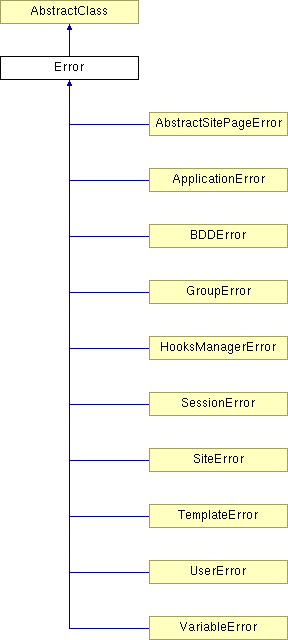 AbstractClass
Error
AbstractSitePageError
ApplicationError
BDDError
GroupError
HooksManagerError
SessionError
SiteError
TemplateError
UserError
VariableError